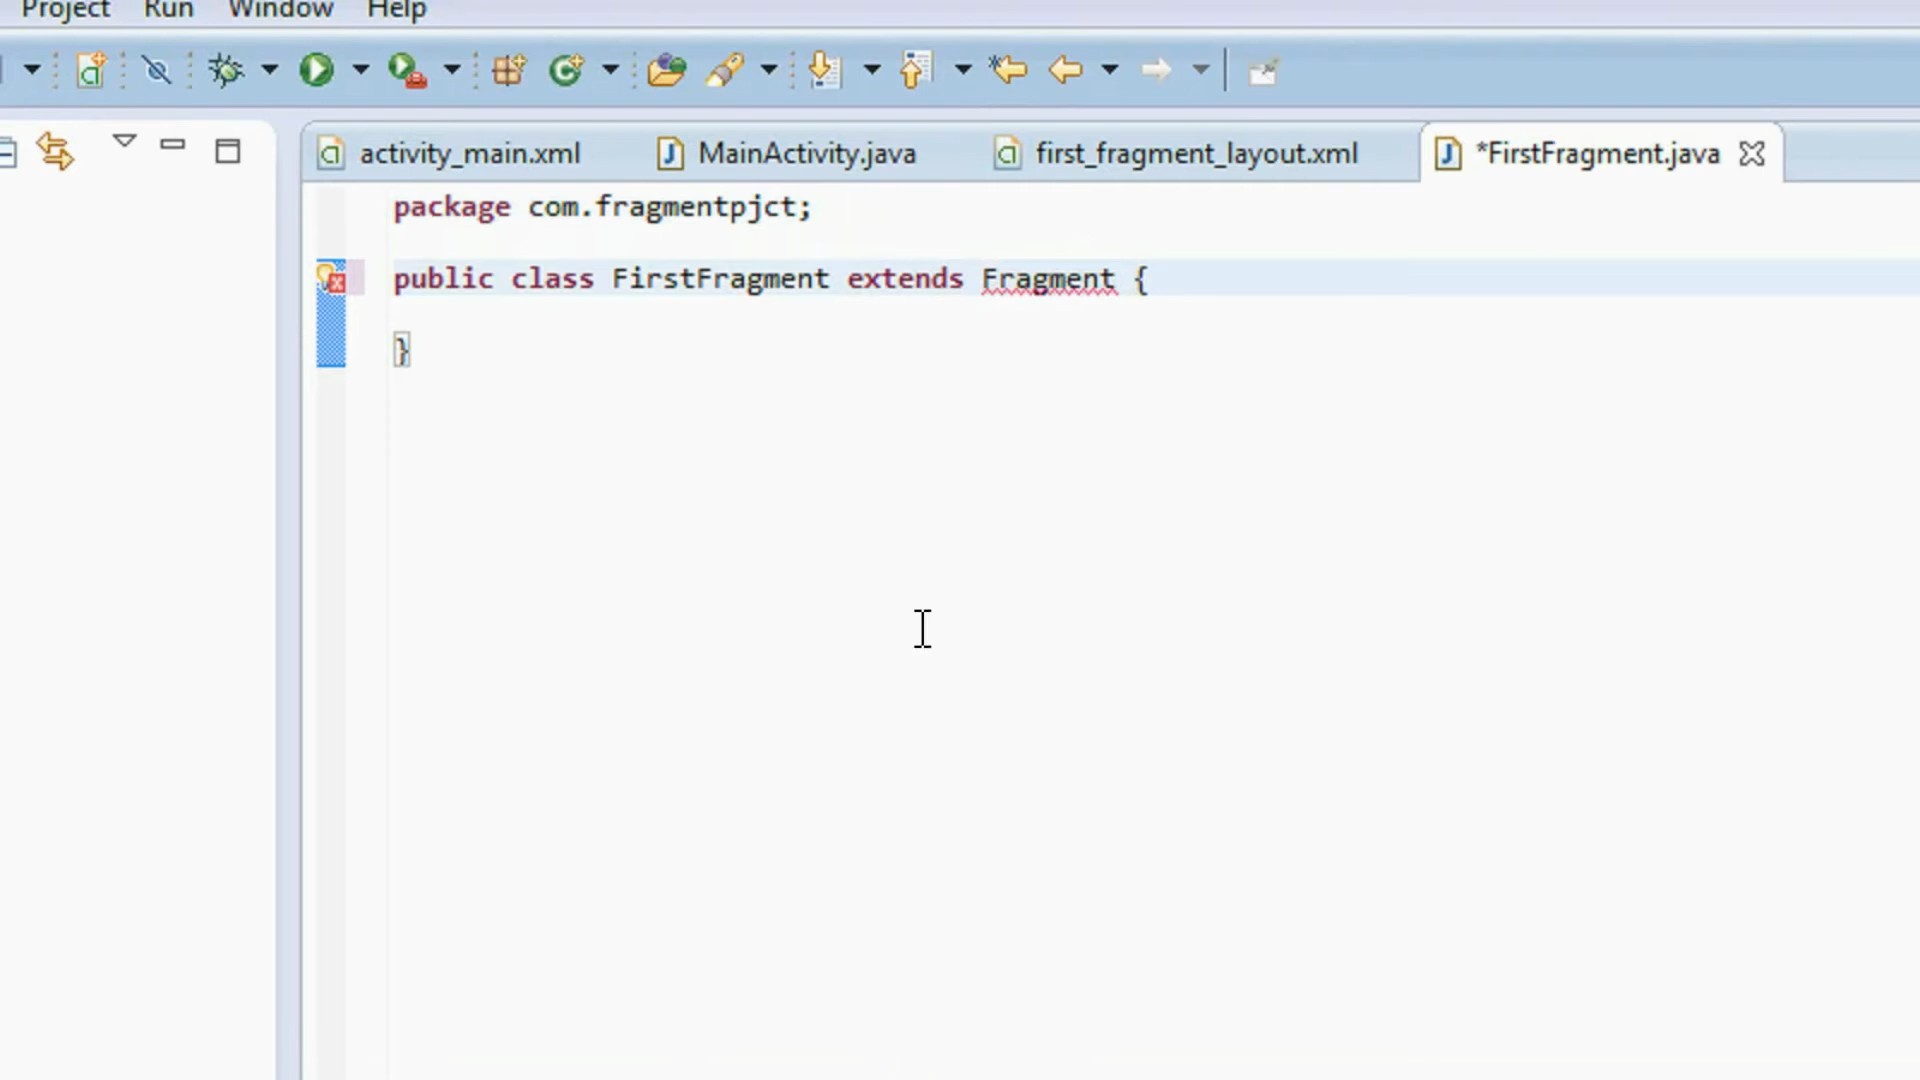 Project Run Window Help
activity_main.xml MainActivity.java first_fragment_layout.xml *FirstFragment.java
package com.fragmentpjct;
public class FirstFragment extends Fragment {
}